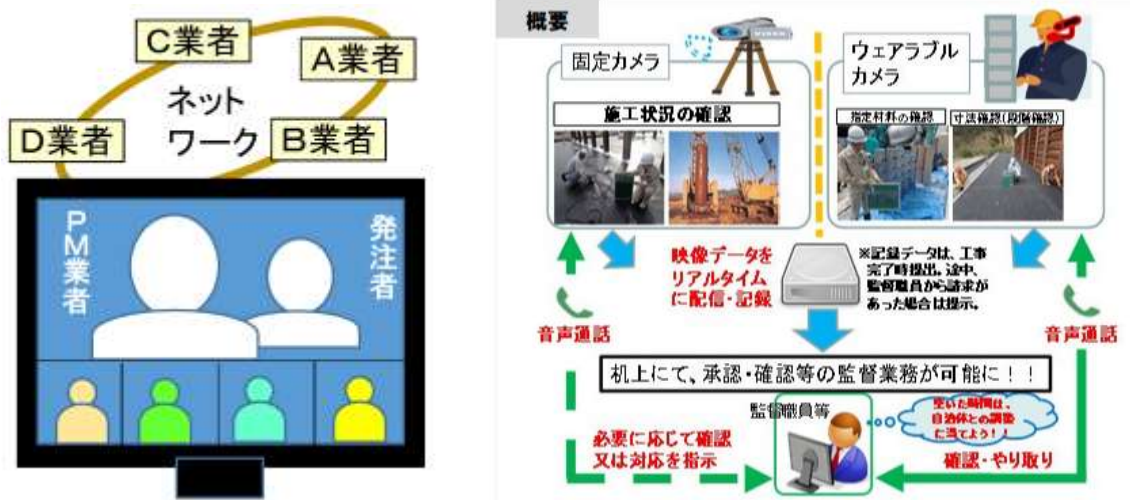 C業者
A業者
ネット
ワーク
D業者
B業者
PM業者
発注者
概要
固定カメラ
施工状況の確認
ウェアラブル
カメラ
指定材料の確認
寸法確認(段階確認)
映像データを
リアルタイム
に配信・記録
※記録データは、工事
完了時提出。途中、
監督職員から請求が
あった場合は提示。
音声通話
音声通話
机上にて、承認・確認等の監督業務が可能に！！
監督職員等
空いた時間は、
自治体との調整
に当てよう！！
必要に応じて確認
又は対応を指示
確認・やり取り